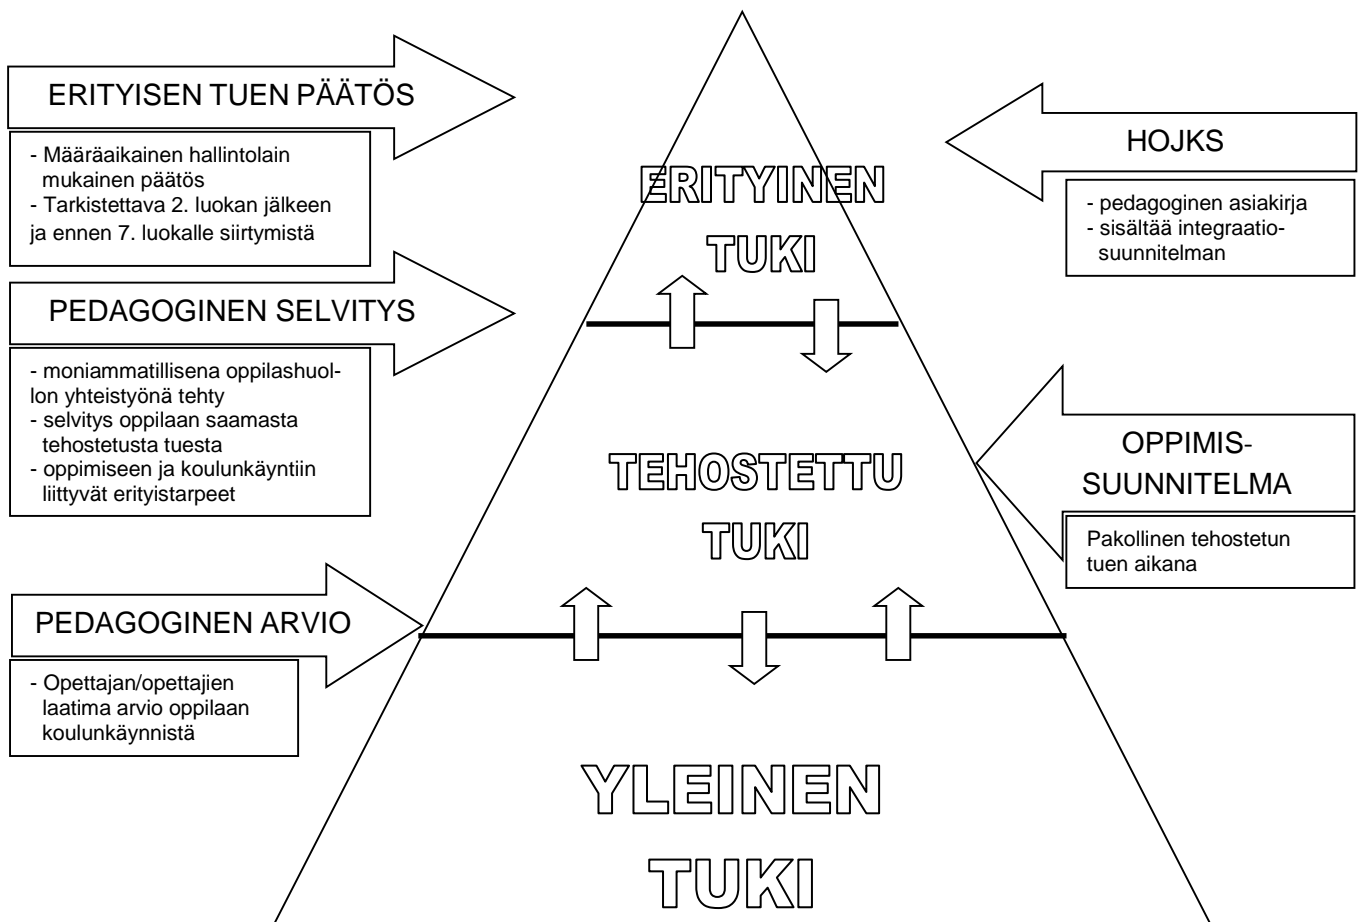 ERITYISEN TUEN PÄÄTÖS
- Määräaikainen hallintolain
mukainen päätös
- Tarkistettava 2. luokan jälkeen
ja ennen 7. luokalle siirtymistä
PEDAGOGINEN SELVITYS
- moniammatillisena oppilashuol-
lon yhteistyönä tehty
- selvitys oppilaan saamasta
tehostetusta tuesta
- oppimiseen ja koulunkäyntiin
liittyvät erityistarpeet
PEDAGOGINEN ARVIO
- Opettajan/opettajien
laatima arvio oppilaan
koulunkäynnistä
ERITYINEN
TUKI
TEHOSTETTU
TUKI
YLEINEN
TUKI
HOJKS
- pedagoginen asiakirja
- sisältää integraatio-
suunnitelman
OPPIMIS-
SUUNNITELMA
Pakollinen tehostetun
tuen aikana